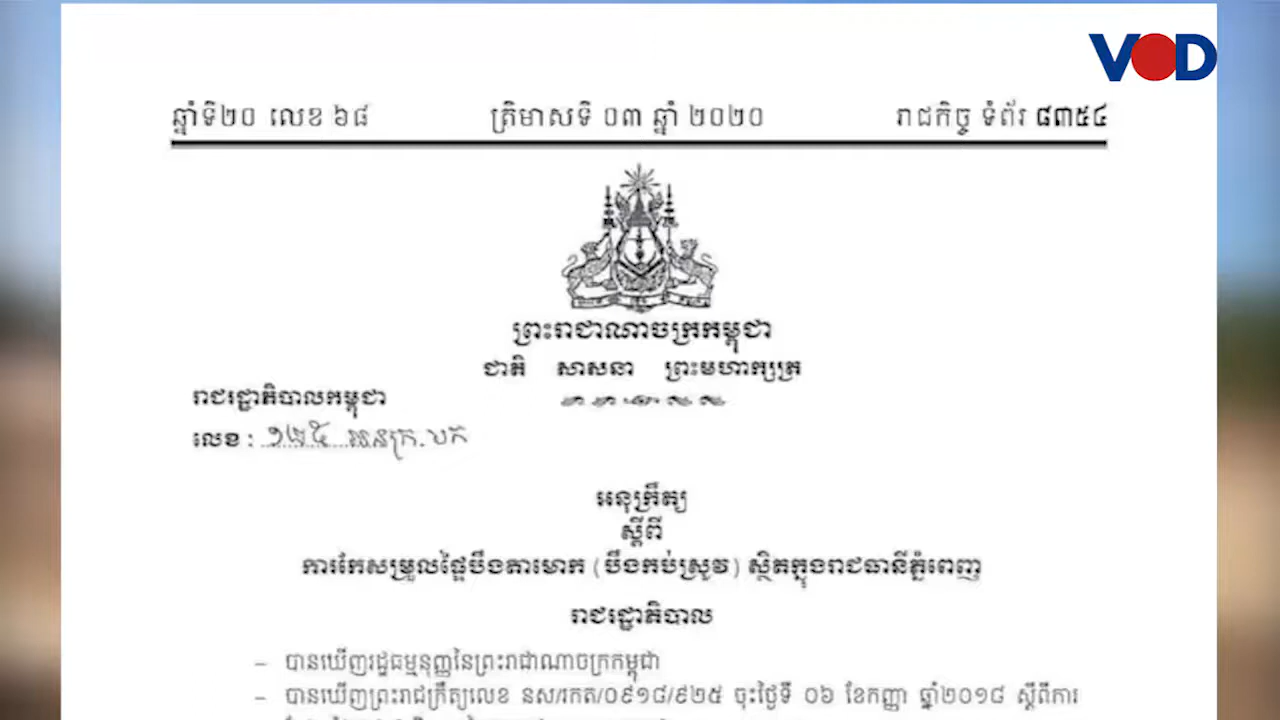 VOD
ឆ្នាំទី២០ លេខ ៦៨ ត្រិមាសទី ០៣ ឆ្នាំ ២០២០ រាជកិច្ច ទំព័រ ៨៣៥៤
ព្រះរាជាណាចក្រកម្ពុជា
ជាតិ សាសនា ព្រះមហាក្សត្រ
រាជរដ្ឋាភិបាលកម្ពុជា
លេខ : ១២៥ អនក្រ.បក
អនុក្រឹត្យ
ស្តីពី
ការកែសម្រួលផ្ទៃបឹងតាមោក (បឹងកប់ស្រូវ) ស្ថិតក្នុងរាជធានីភ្នំពេញ
រាជរដ្ឋាភិបាល
– បានឃើញរដ្ឋធម្មនុញ្ញនៃព្រះរាជាណាចក្រកម្ពុជា
– បានឃើញព្រះរាជក្រឹត្យលេខ នស/រកត/០៩១៨/៩២៥ ចុះថ្ងៃទី ០៦ ខែកញ្ញា ឆ្នាំ២០១៨ ស្តីពីការ